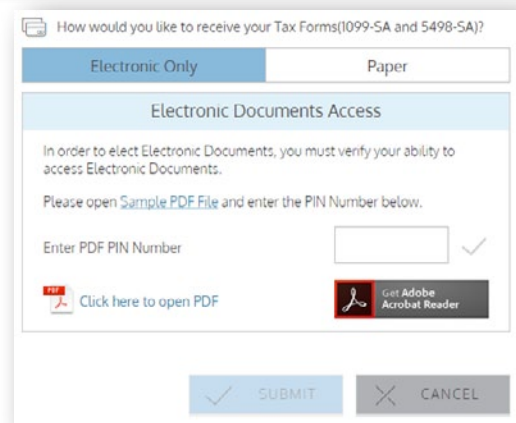 How would you like to receive your Tax Forms(1099-SA and 5498-SA)?
Electronic Only
Paper
Electronic Documents Access
In order to elect Electronic Documents, you must verify your ability to
access Electronic Documents.
Please open Sample PDF File and enter the PIN Number below.
Enter PDF PIN Number
PDF
Click here to open PDF
Get Adobe
Acrobat Reader
SUBMIT
CANCEL